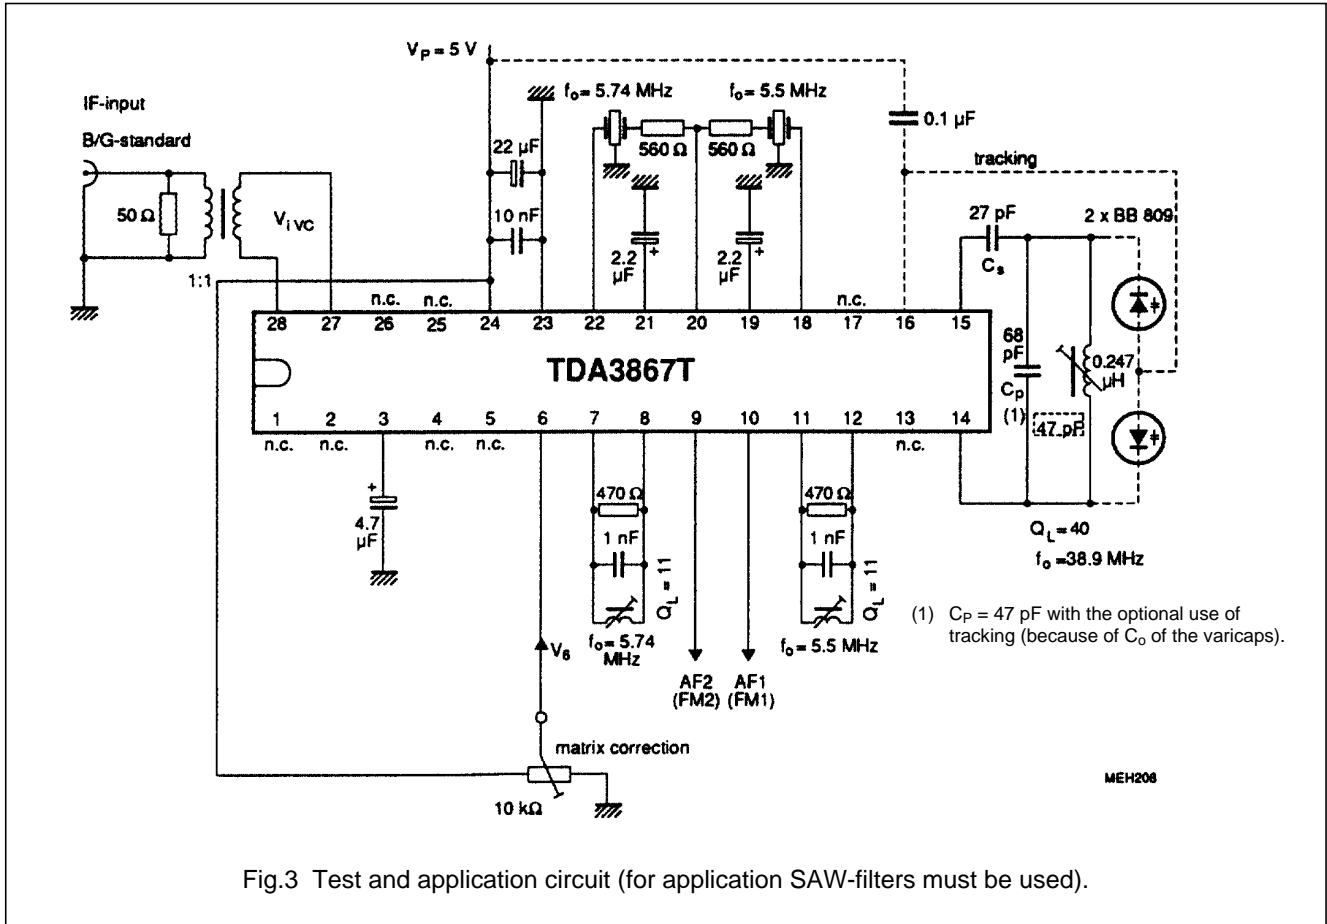 V_P = 5 V
IF-input
B/G-standard
50 Ω
V_i VC
1:1
22 µF
10 nF
f_o = 5.74 MHz
f_o = 5.5 MHz
560 Ω
560 Ω
2.2 µF
2.2 µF
0.1 µF
tracking
27 pF
C_s
2 x BB 809
n.c.
n.c.
n.c.
28 27 26 25 24 23 22 21 20 19 18 17 16 15
TDA3867T
1 2 3 4 5 6 7 8 9 10 11 12 13 14
n.c.
n.c.
n.c.
n.c.
n.c.
68 pF
C_p
(1)
47 pF
0.247 µH
Q_L = 40
f_o = 38.9 MHz
4.7 µF
+
+
+
470 Ω
1 nF
Q_L = 11
f_o = 5.74 MHz
470 Ω
1 nF
Q_L = 11
f_o = 5.5 MHz
AF2 (FM2)
AF1 (FM1)
V_6
matrix correction
10 kΩ
(1) C_P = 47 pF with the optional use of
tracking (because of C_o of the varicaps).
MEH206
Fig.3 Test and application circuit (for application SAW-filters must be used).